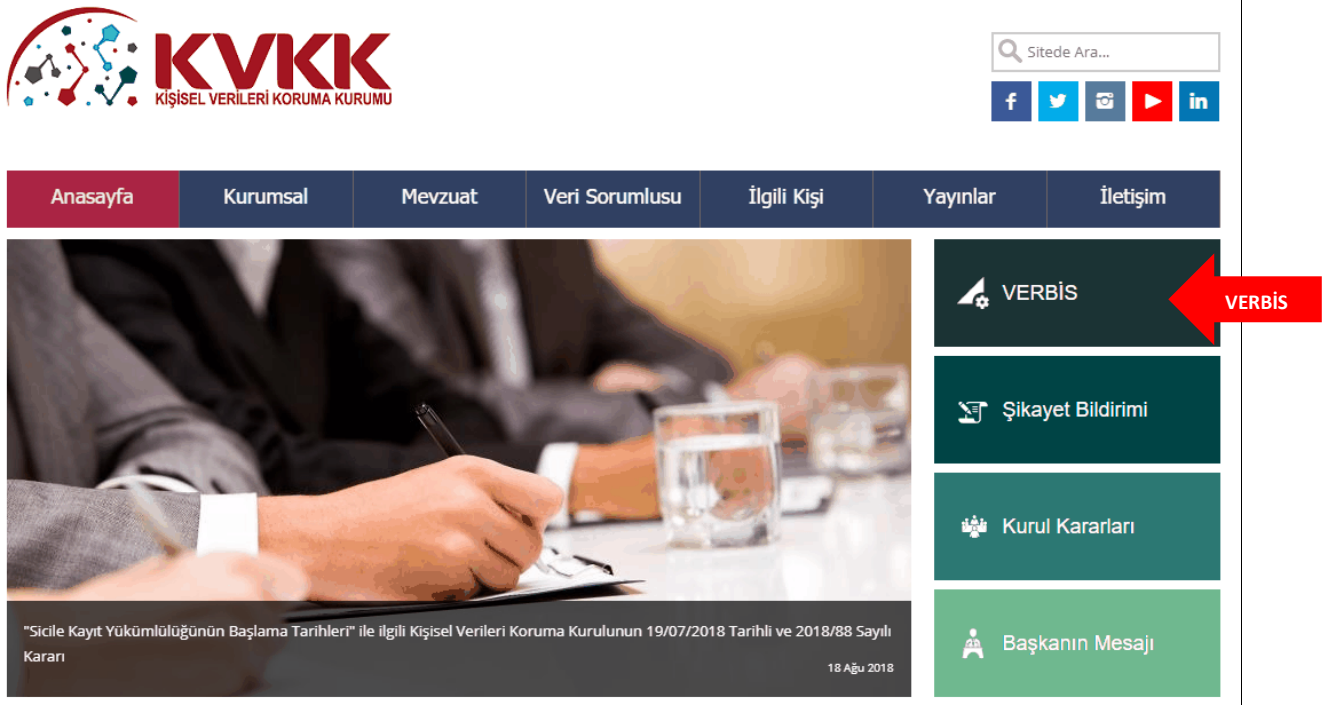 KVKK
KİŞİSEL VERİLERİ KORUMA KURUMU
Sitede Ara...
f
in
Anasayfa
Kurumsal
Mevzuat
Veri Sorumlusu
İlgili Kişi
Yayınlar
İletişim
VERBİS
VERBİS
Şikayet Bildirimi
Kurul Kararları
Başkanın Mesajı
"Sicile Kayıt Yükümlülüğünün Başlama Tarihleri" ile ilgili Kişisel Verileri Koruma Kurulunun 19/07/2018 Tarihli ve 2018/88 Sayılı
Kararı
18 Ağu 2018